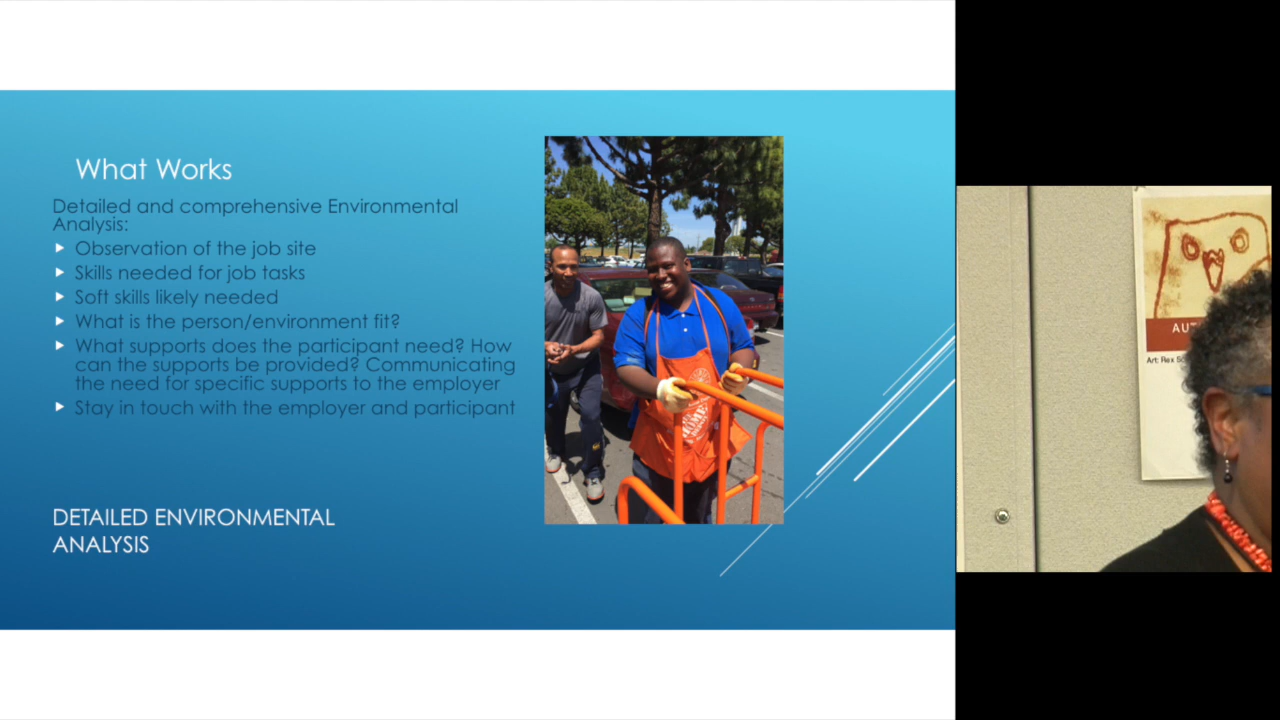 What Works
Detailed and comprehensive Environmental
Analysis:
Observation of the job site
Skills needed for job tasks
Soft skills likely needed
What is the person/environment fit?
What supports does the participant need? How
can the supports be provided? Communicating
the need for specific supports to the employer
Stay in touch with the employer and participant
DETAILED ENVIRONMENTAL
ANALYSIS
AUT
Art: Rex